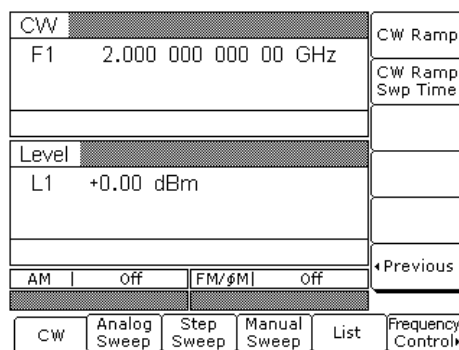 CW
F1 2.000 000 000 00 GHz
Level
L1 +0.00 dBm
AM | Off FM/ϕM| Off
CW Ramp
CW Ramp
Swp Time
◂Previous
CW
Analog
Sweep
Step
Sweep
Manual
Sweep
List
Frequency
Control▸